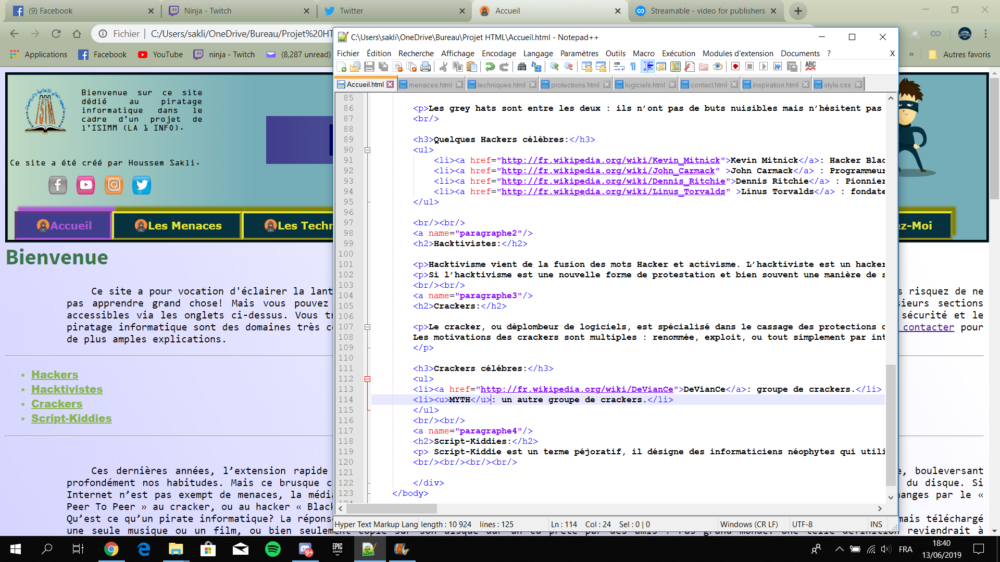 (9) Facebook
Ninja - Twitch
Twitter
Accueil
Streamable - video for publishers
Fichier
C:/Users/sakli/OneDrive/Bureau/Projet%20HT
Applications
Facebook
YouTube
ninja - Twitch
(8,287 unread)
»
Autres favoris
Bienvenue sur ce site
dédié au piratage
informatique dans le
cadre d'un projet de
l'ISIMM (LA 1 INFO).
Ce site a été créé par Houssem Sakli.
Accueil
Les Menaces
Les Techn
ez-Moi
Bienvenue
Ce site a pour vocation d'éclairer la lant
pas apprendre grand chose! Mais vous pouvez
accessibles via les onglets ci-dessus. Vous tr
piratage informatique sont des domaines très c
de plus amples explications.
s risquez de ne
sieurs sections
sécurité et le
contacter pour
Hackers
Hacktivistes
Crackers
Script-Kiddies
Ces dernières années, l’extension rapide
profondément nos habitudes. Mais ce brusque c
Internet n’est pas exempt de menaces, la média
Peer To Peer » au cracker, ou au hacker « Black
Qu’est ce qu’un pirate informatique? La répons
e, bouleversant
du disque. Si
hanges par le «
mais téléchargé
reviendrait à
C:\Users\sakli\OneDrive\Bureau\Projet HTML\Accueil.html - Notepad++
Fichier Édition Recherche Affichage Encodage Langage Paramètres Outils Macro Exécution Modules d'extension Documents ? X
ABC
Accueil.html menaces.html techniques.html protections.html logiciels.html contact.html inspiration.html style.css
85
86 <p>Les grey hats sont entre les deux : ils n’ont pas de buts nuisibles mais n’hésitent pas
87 <br/>
88
89 <h3>Quelques Hackers célébres:</h3>
90 <ul>
91 <li><a href="http://fr.wikipedia.org/wiki/Kevin_Mitnick">Kevin Mitnick</a>: Hacker Blac
92 <li><a href="http://fr.wikipedia.org/wiki/John_Carmack" >John Carmack</a> : Programmeur
93 <li><a href="http://fr.wikipedia.org/wiki/Dennis_Ritchie">Dennis Ritchie</a> : Pionnier
94 <li><a href="http://fr.wikipedia.org/wiki/Linus_Torvalds" >Linus Torvalds</a> : fondate
95 </ul>
96
97 <br/><br/>
98 <a name="paragraphe2"/>
99 <h2>Hacktivistes:</h2>
100
101 <p>Hacktivisme vient de la fusion des mots Hacker et activisme. L’hacktiviste est un hacker
102 <p>Si l’hacktivisme est une nouvelle forme de protestation et bien souvent une manière de s
103 <br/><br/>
104 <a name="paragraphe3"/>
105 <h2>Crackers:</h2>
106
107 <p>Le cracker, ou déplombeur de logiciels, est spécialisé dans le cassage des protections d
108 Les motivations des crackers sont multiples : renommée, exploit, ou tout simplement par int
109 </p>
110
111 <h3>Crackers célébres:</h3>
112 <ul>
113 <li><a href="http://fr.wikipedia.org/wiki/DeVianCe">DeVianCe</a>: groupe de crackers.</li>
114 <li><u>MYTH</u>: un autre groupe de crackers.</li>
115 </ul>
116 <br/><br/>
117 <a name="paragraphe4"/>
118 <h2>Script-Kiddies:</h2>
119 <p> Script-Kiddie est un terme péjoratif, il désigne des informaticiens néophytes qui utili
120 <br/><br/><br/><br/>
121
122 </div>
123 </body>
Hyper Text Markup Lang length : 10 924 lines : 125 Ln : 114 Col : 24 Sel : 0 | 0 Windows (CR LF) UTF-8 INS
une seule musique ou un film, ou bien seulement
9+
EPIC
GAMES
FRA
18:40
13/06/2019